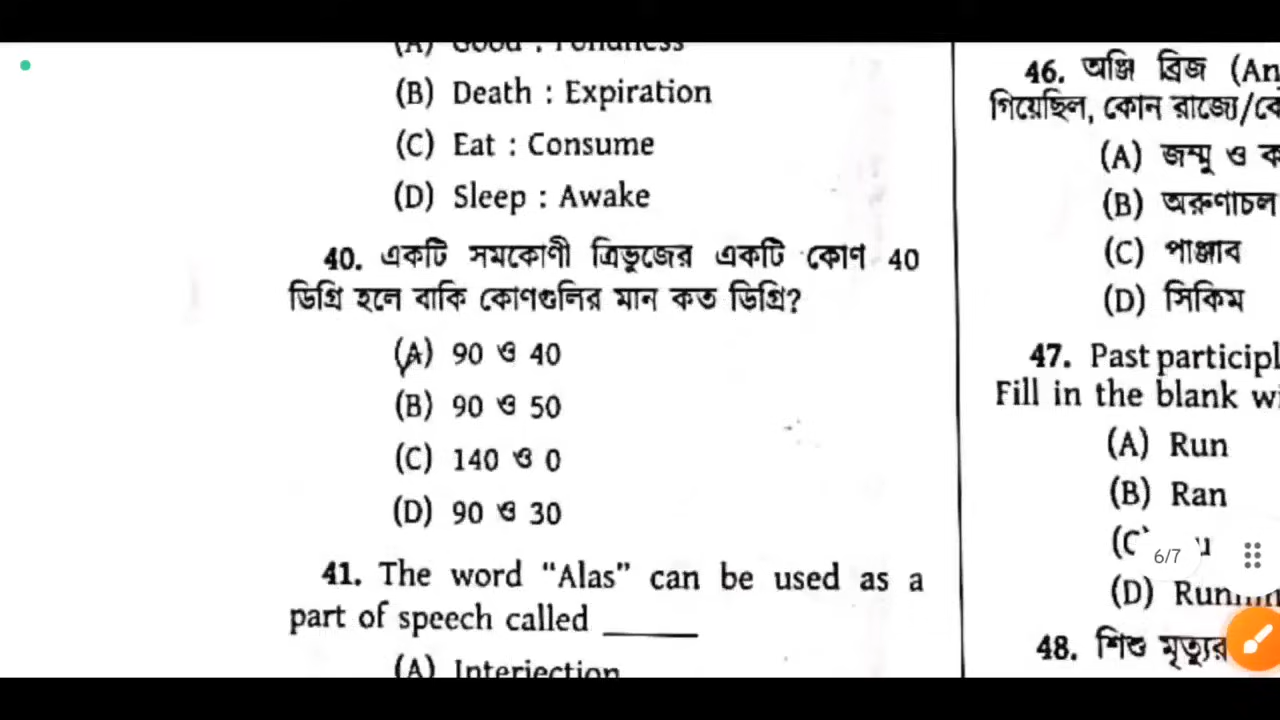 (B) Death : Expiration
(C) Eat : Consume
(D) Sleep : Awake
40. একটি সমকোণী ত্রিভুজের একটি কোণ 40
ডিগ্রি হলে বাকি কোণগুলির মান কত ডিগ্রি?
(A) 90 ও 40
(B) 90 ও 50
(C) 140 ও 0
(D) 90 ও 30
41. The word “Alas” can be used as a
part of speech called ______
(A) Interjection
46. অঞ্জি ব্রিজ (An
গিয়েছিল, কোন রাজ্যে/
(A) জম্মু ও
(B) অরুণাচল
(C) পাঞ্জাব
(D) সিকিম
47. Past
Fill in the blank
(A) Run
(B) Ran
6/7
(D)
48. শিশু মৃত্যুর